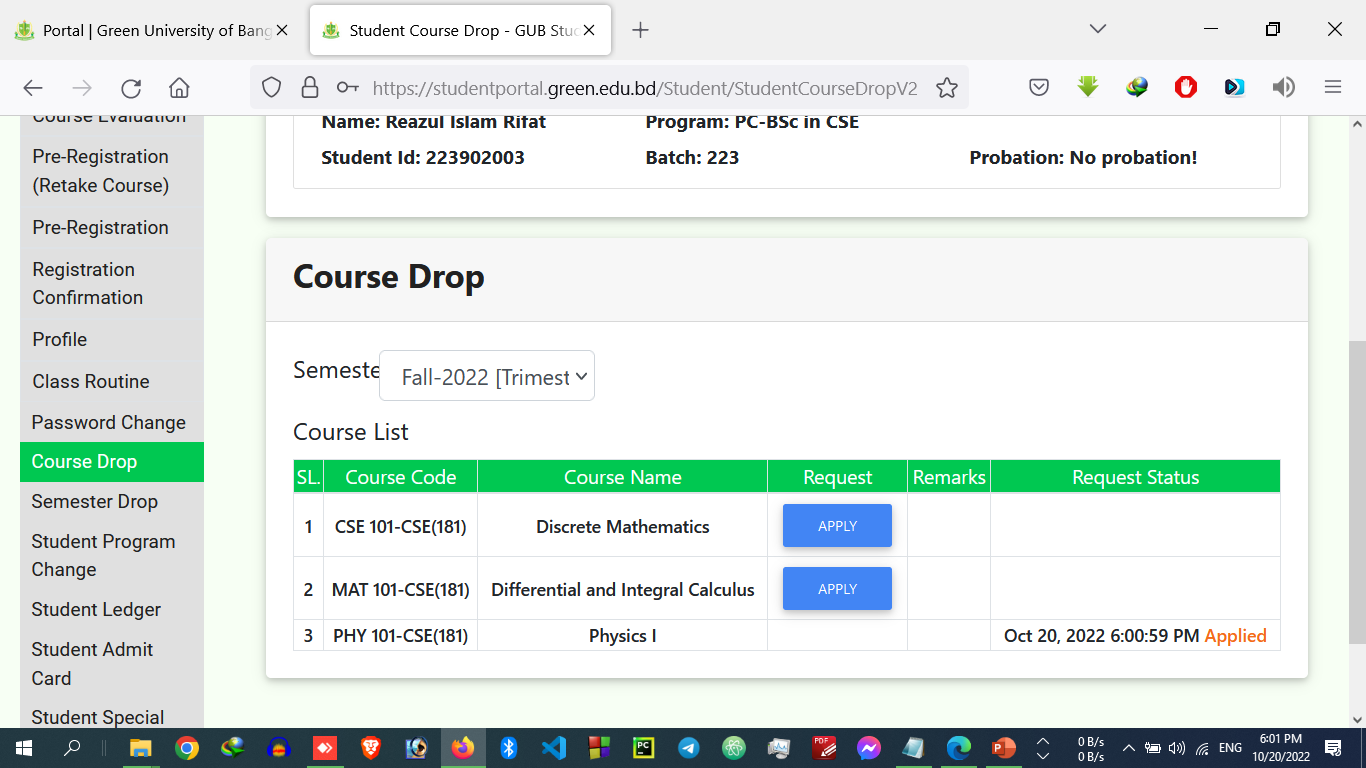 Portal | Green University of Bang
Student Course Drop - GUB Stud
https://studentportal.green.edu.bd/Student/StudentCourseDropV2
Course Evaluation
Pre-Registration
(Retake Course)
Pre-Registration
Registration
Confirmation
Profile
Class Routine
Password Change
Course Drop
Semester Drop
Student Program
Change
Student Ledger
Student Admit
Card
Student Special
Name: Reazul Islam Rifat Program: PC-BSc in CSE
Student Id: 223902003 Batch: 223 Probation: No probation!
Course Drop
Semeste Fall-2022 [Trimest
Course List
SL. Course Code Course Name Request Remarks Request Status
1 CSE 101-CSE(181) Discrete Mathematics APPLY
2 MAT 101-CSE(181) Differential and Integral Calculus APPLY
3 PHY 101-CSE(181) Physics I Oct 20, 2022 6:00:59 PM Applied
PC
PDF
P
0 B/s
0 B/s
ENG
6:01 PM
10/20/2022